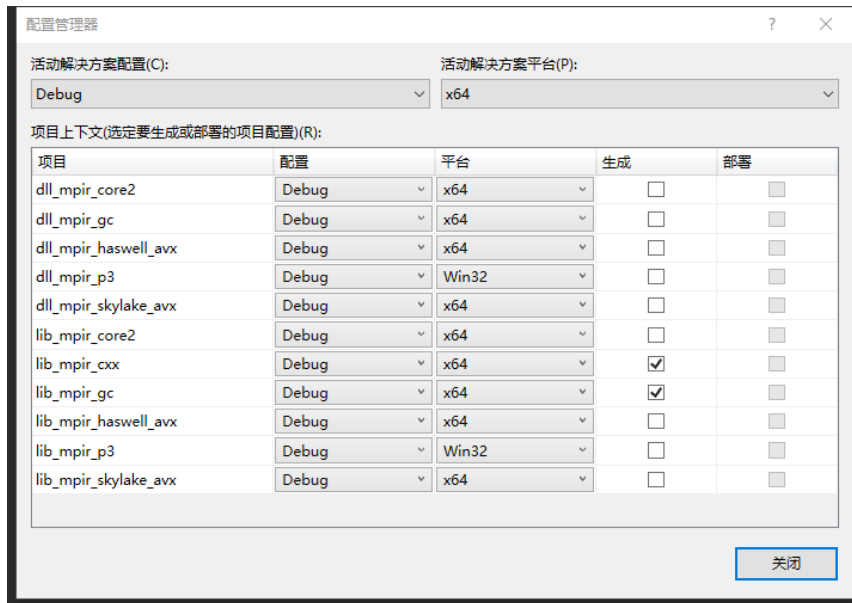 配置管理器
活动解决方案配置(C): 活动解决方案平台(P):
Debug x64
项目上下文(选定要生成或部署的项目配置)(R):
项目 配置 平台 生成 部署
dll_mpir_core2 Debug x64
dll_mpir_gc Debug x64
dll_mpir_haswell_avx Debug x64
dll_mpir_p3 Debug Win32
dll_mpir_skylake_avx Debug x64
lib_mpir_core2 Debug x64
lib_mpir_cxx Debug x64
lib_mpir_gc Debug x64
lib_mpir_haswell_avx Debug x64
lib_mpir_p3 Debug Win32
lib_mpir_skylake_avx Debug x64
关闭